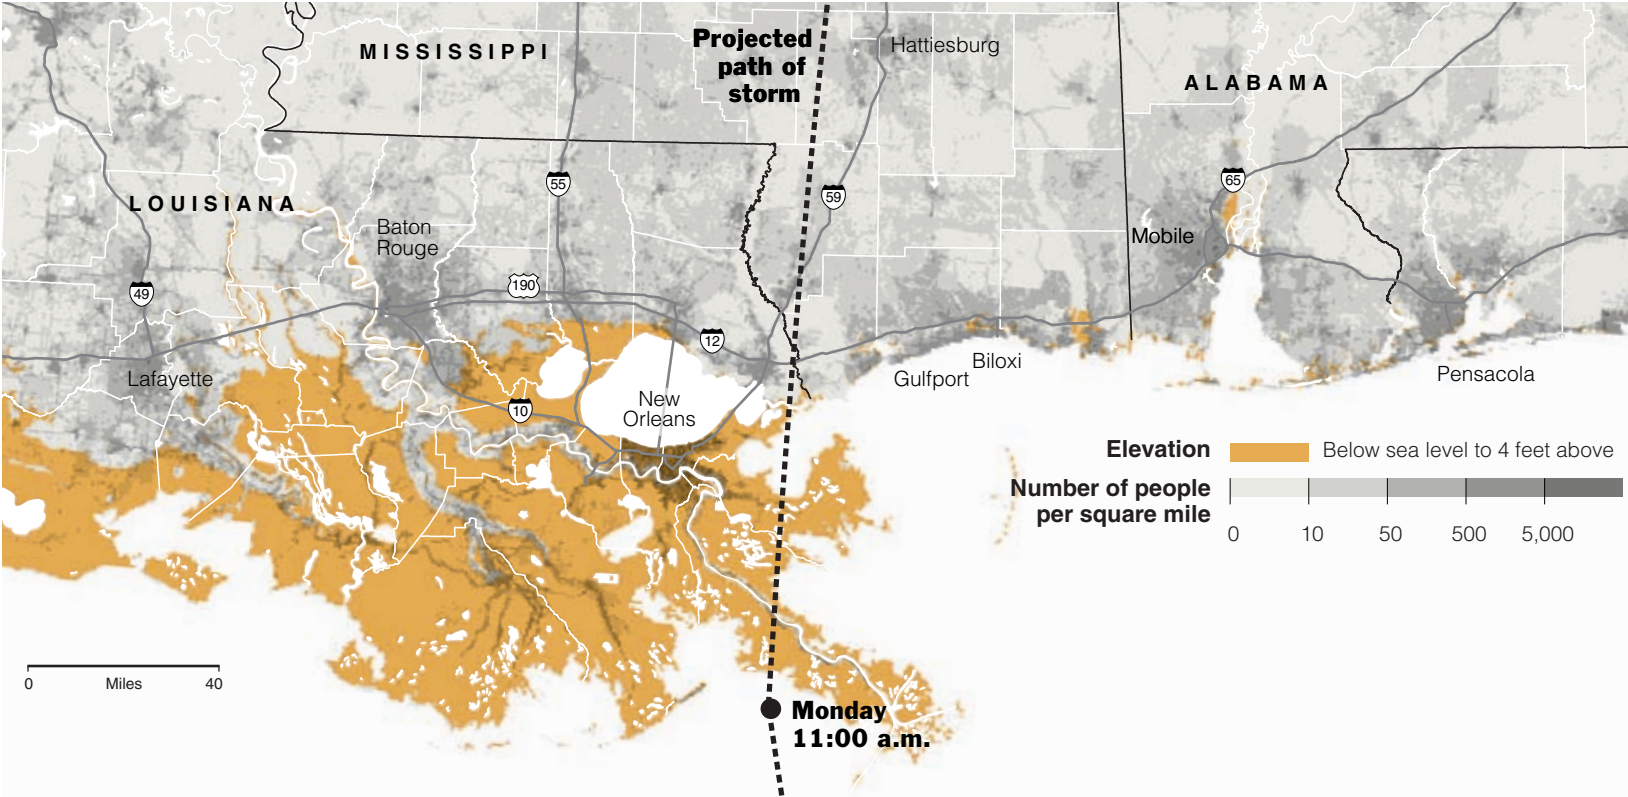 MISSISSIPPI
Projected
path of
storm
Hattiesburg
ALABAMA
55
59
65
LOUISIANA
Baton
Rouge
Mobile
49
190
12
Lafayette
New
Orleans
10
Gulfport
Biloxi
Pensacola
Elevation
Below sea level to 4 feet above
Number of people
per square mile
0 10 50 500 5,000
0 Miles 40
Monday
11:00 a.m.